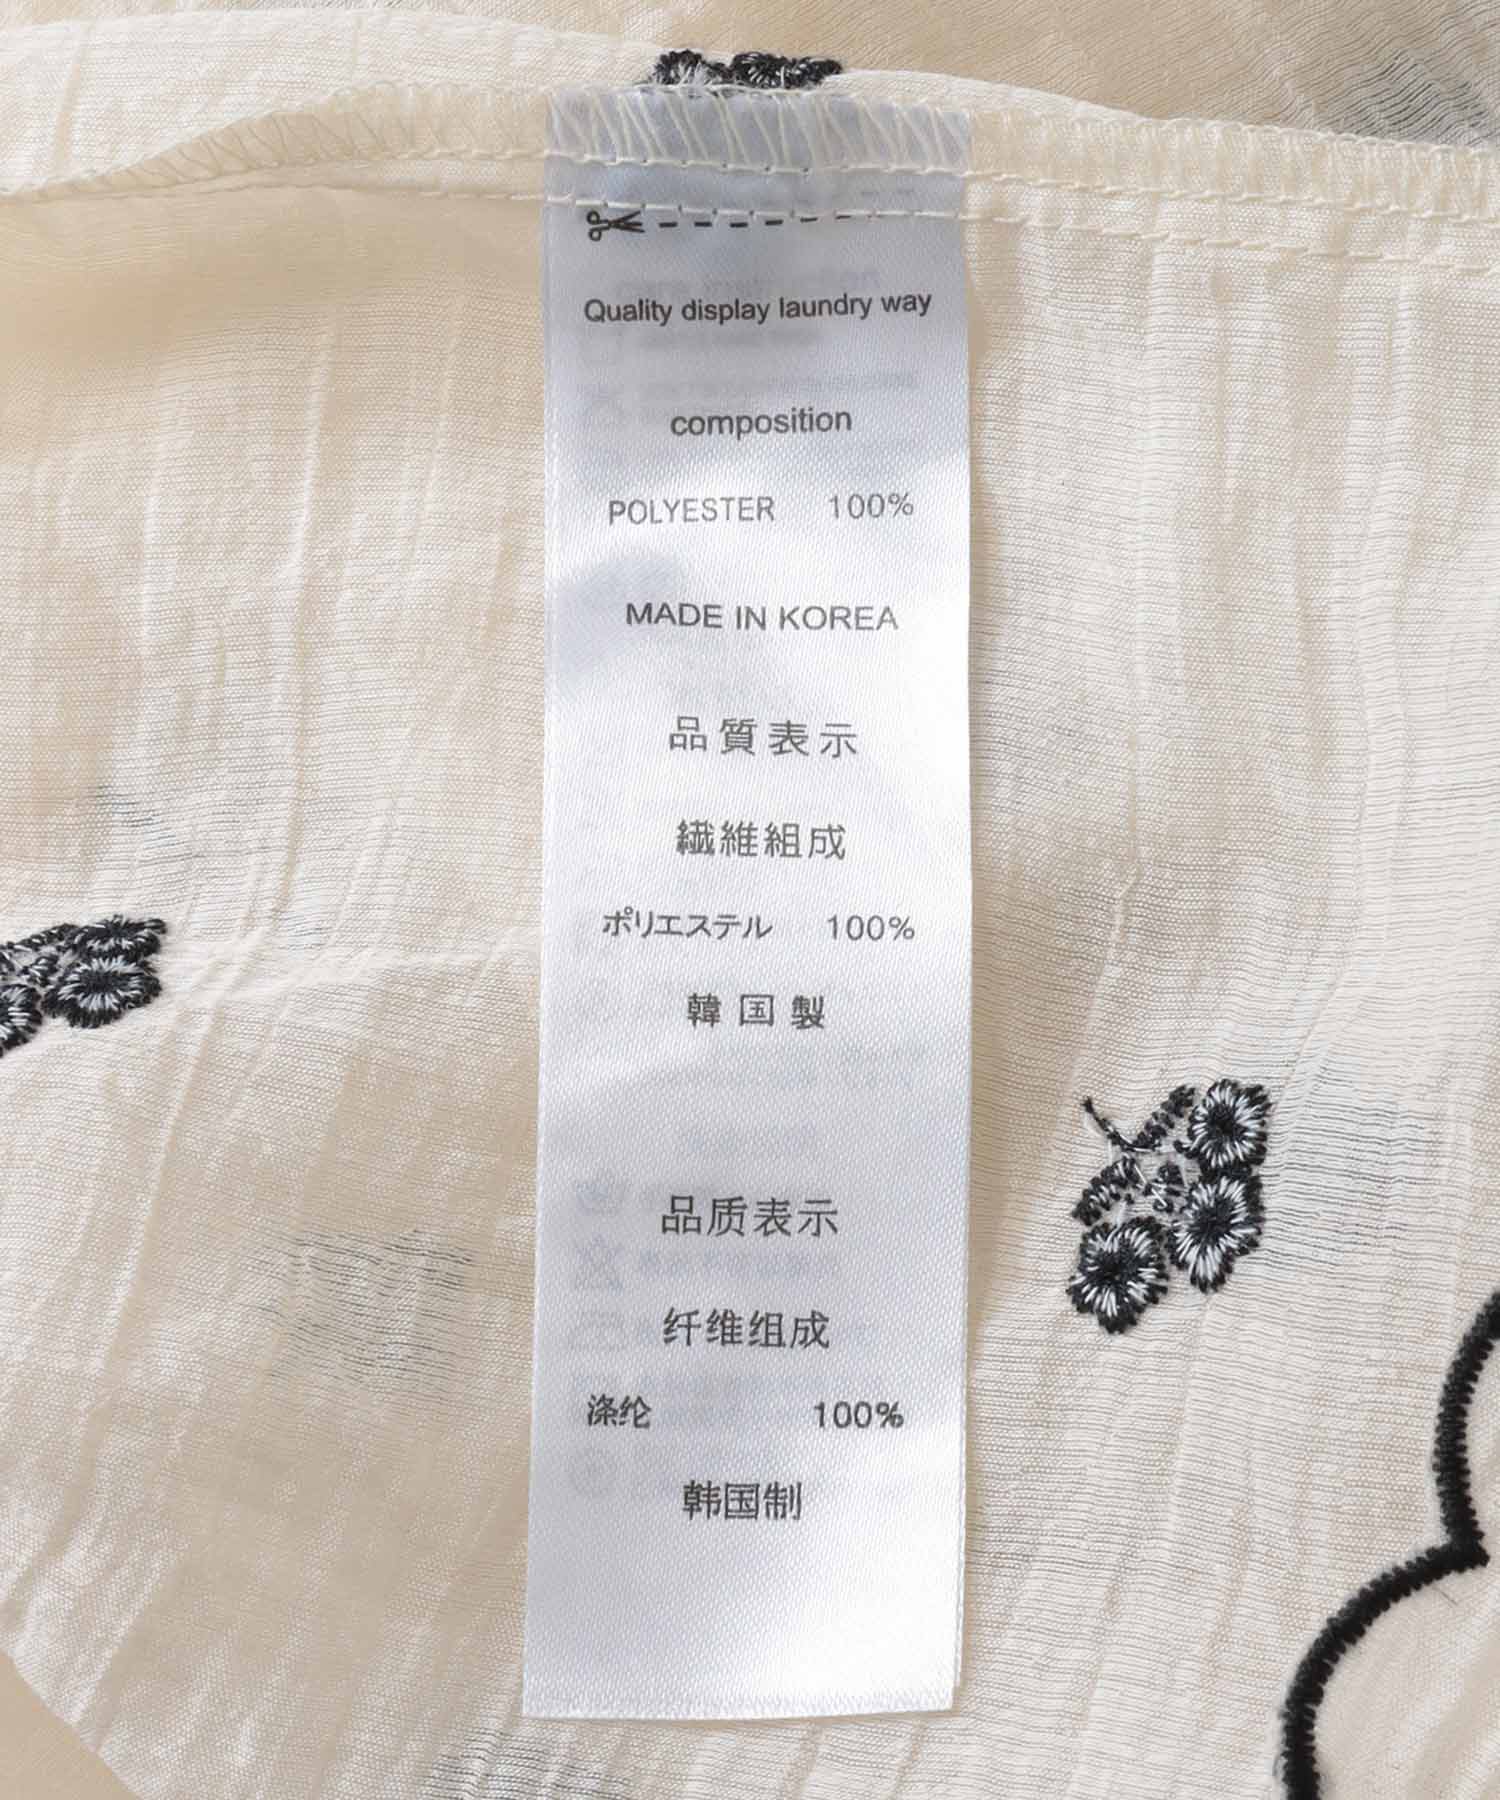 Quality display laundry way
composition
POLYESTER 100%
MADE IN KOREA
品質表示
繊維組成
ポリエステル 100%
韓国製
品质表示
纤维组成
涤纶 100%
韩国制